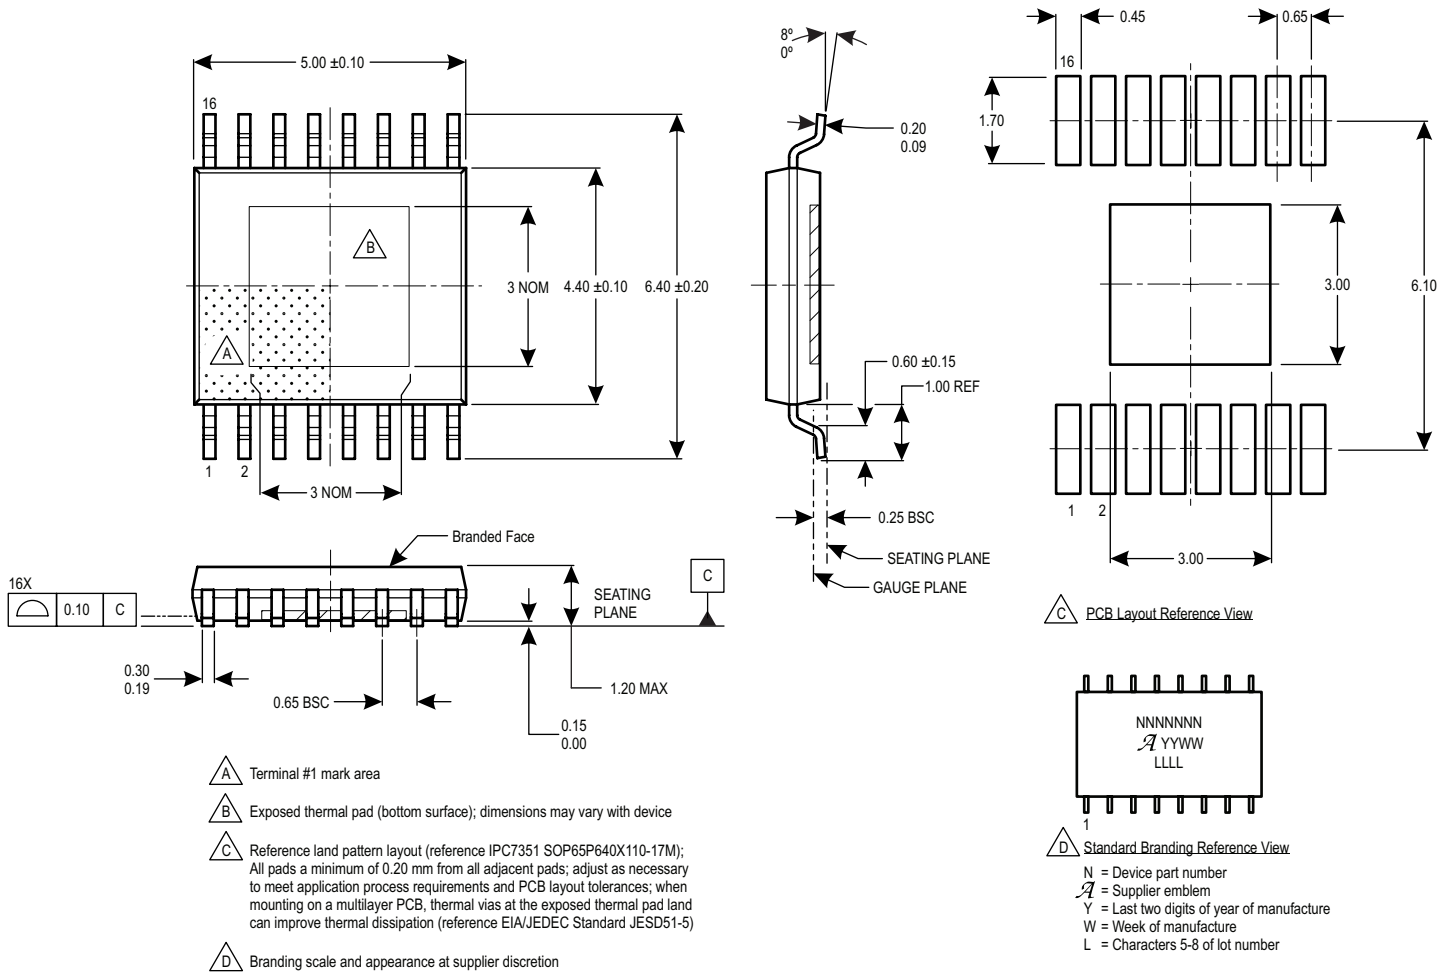 5.00 ±0.10
16
B
A
3 NOM
4.40 ±0.10
6.40 ±0.20
1
2
3 NOM
8º
0º
0.20
0.09
0.60 ±0.15
1.00 REF
0.25 BSC
SEATING PLANE
GAUGE PLANE
0.45
0.65
16
1.70
3.00
6.10
1
2
3.00
C
PCB Layout Reference View
Branded Face
16X
0.10
C
SEATING
PLANE
C
0.30
0.19
0.65 BSC
1.20 MAX
0.15
0.00
A Terminal #1 mark area
B Exposed thermal pad (bottom surface); dimensions may vary with device
C Reference land pattern layout (reference IPC7351 SOP65P640X110-17M);
All pads a minimum of 0.20 mm from all adjacent pads; adjust as necessary
to meet application process requirements and PCB layout tolerances; when
mounting on a multilayer PCB, thermal vias at the exposed thermal pad land
can improve thermal dissipation (reference EIA/JEDEC Standard JESD51-5)
D Branding scale and appearance at supplier discretion
NNNNNNN
A YYWW
LLLL
1
D Standard Branding Reference View
N = Device part number
A = Supplier emblem
Y = Last two digits of year of manufacture
W = Week of manufacture
L = Characters 5-8 of lot number